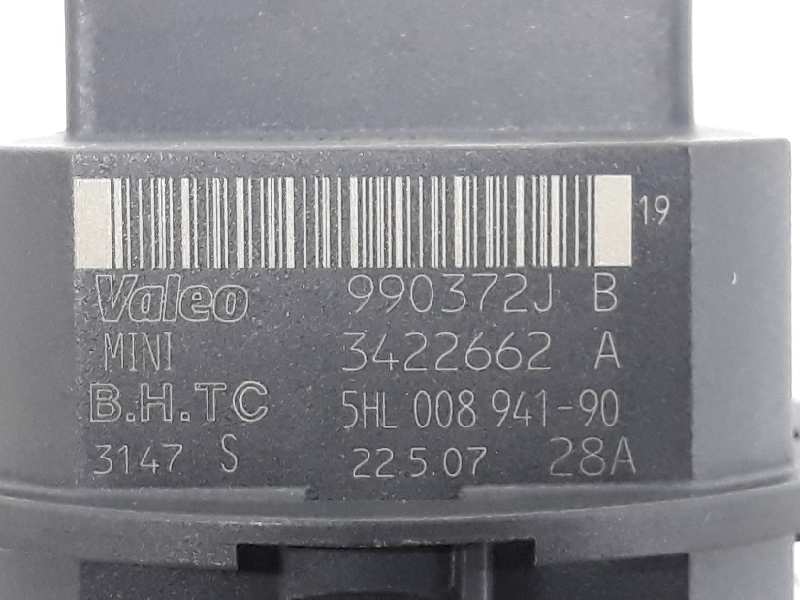 19
Valeo 990372J B
MINI 3422662 A
B.H.TC 5HL 008 941-90
3147 S 22.5.07 28A